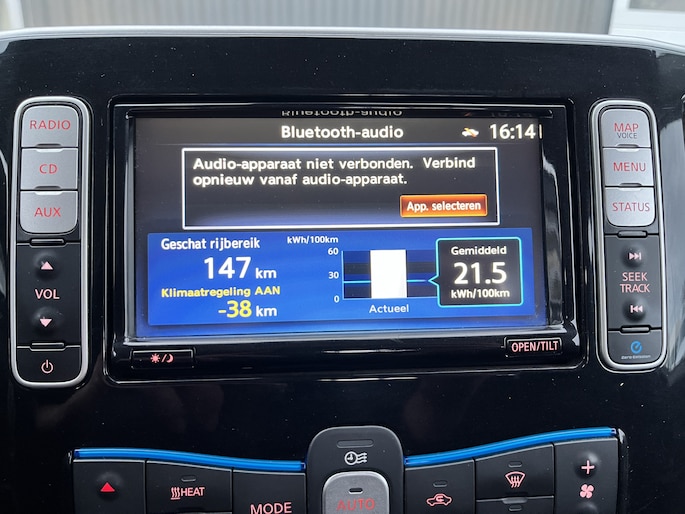 Bluetooth-audio
16:14
RADIO
CD
AUX
VOL
Audio-apparaat niet verbonden. Verbind
opnieuw vanaf audio-apparaat.
App. selecteren
Geschat rijbereik
147 km
Klimaatregeling AAN
-38 km
kWh/100km
60
30
0
Actueel
Gemiddeld
21.5
kWh/100km
MAP
VOICE
MENU
STATUS
SEEK
TRACK
Zero Emission
OPEN/TILT
HEAT
MODE
AUTO